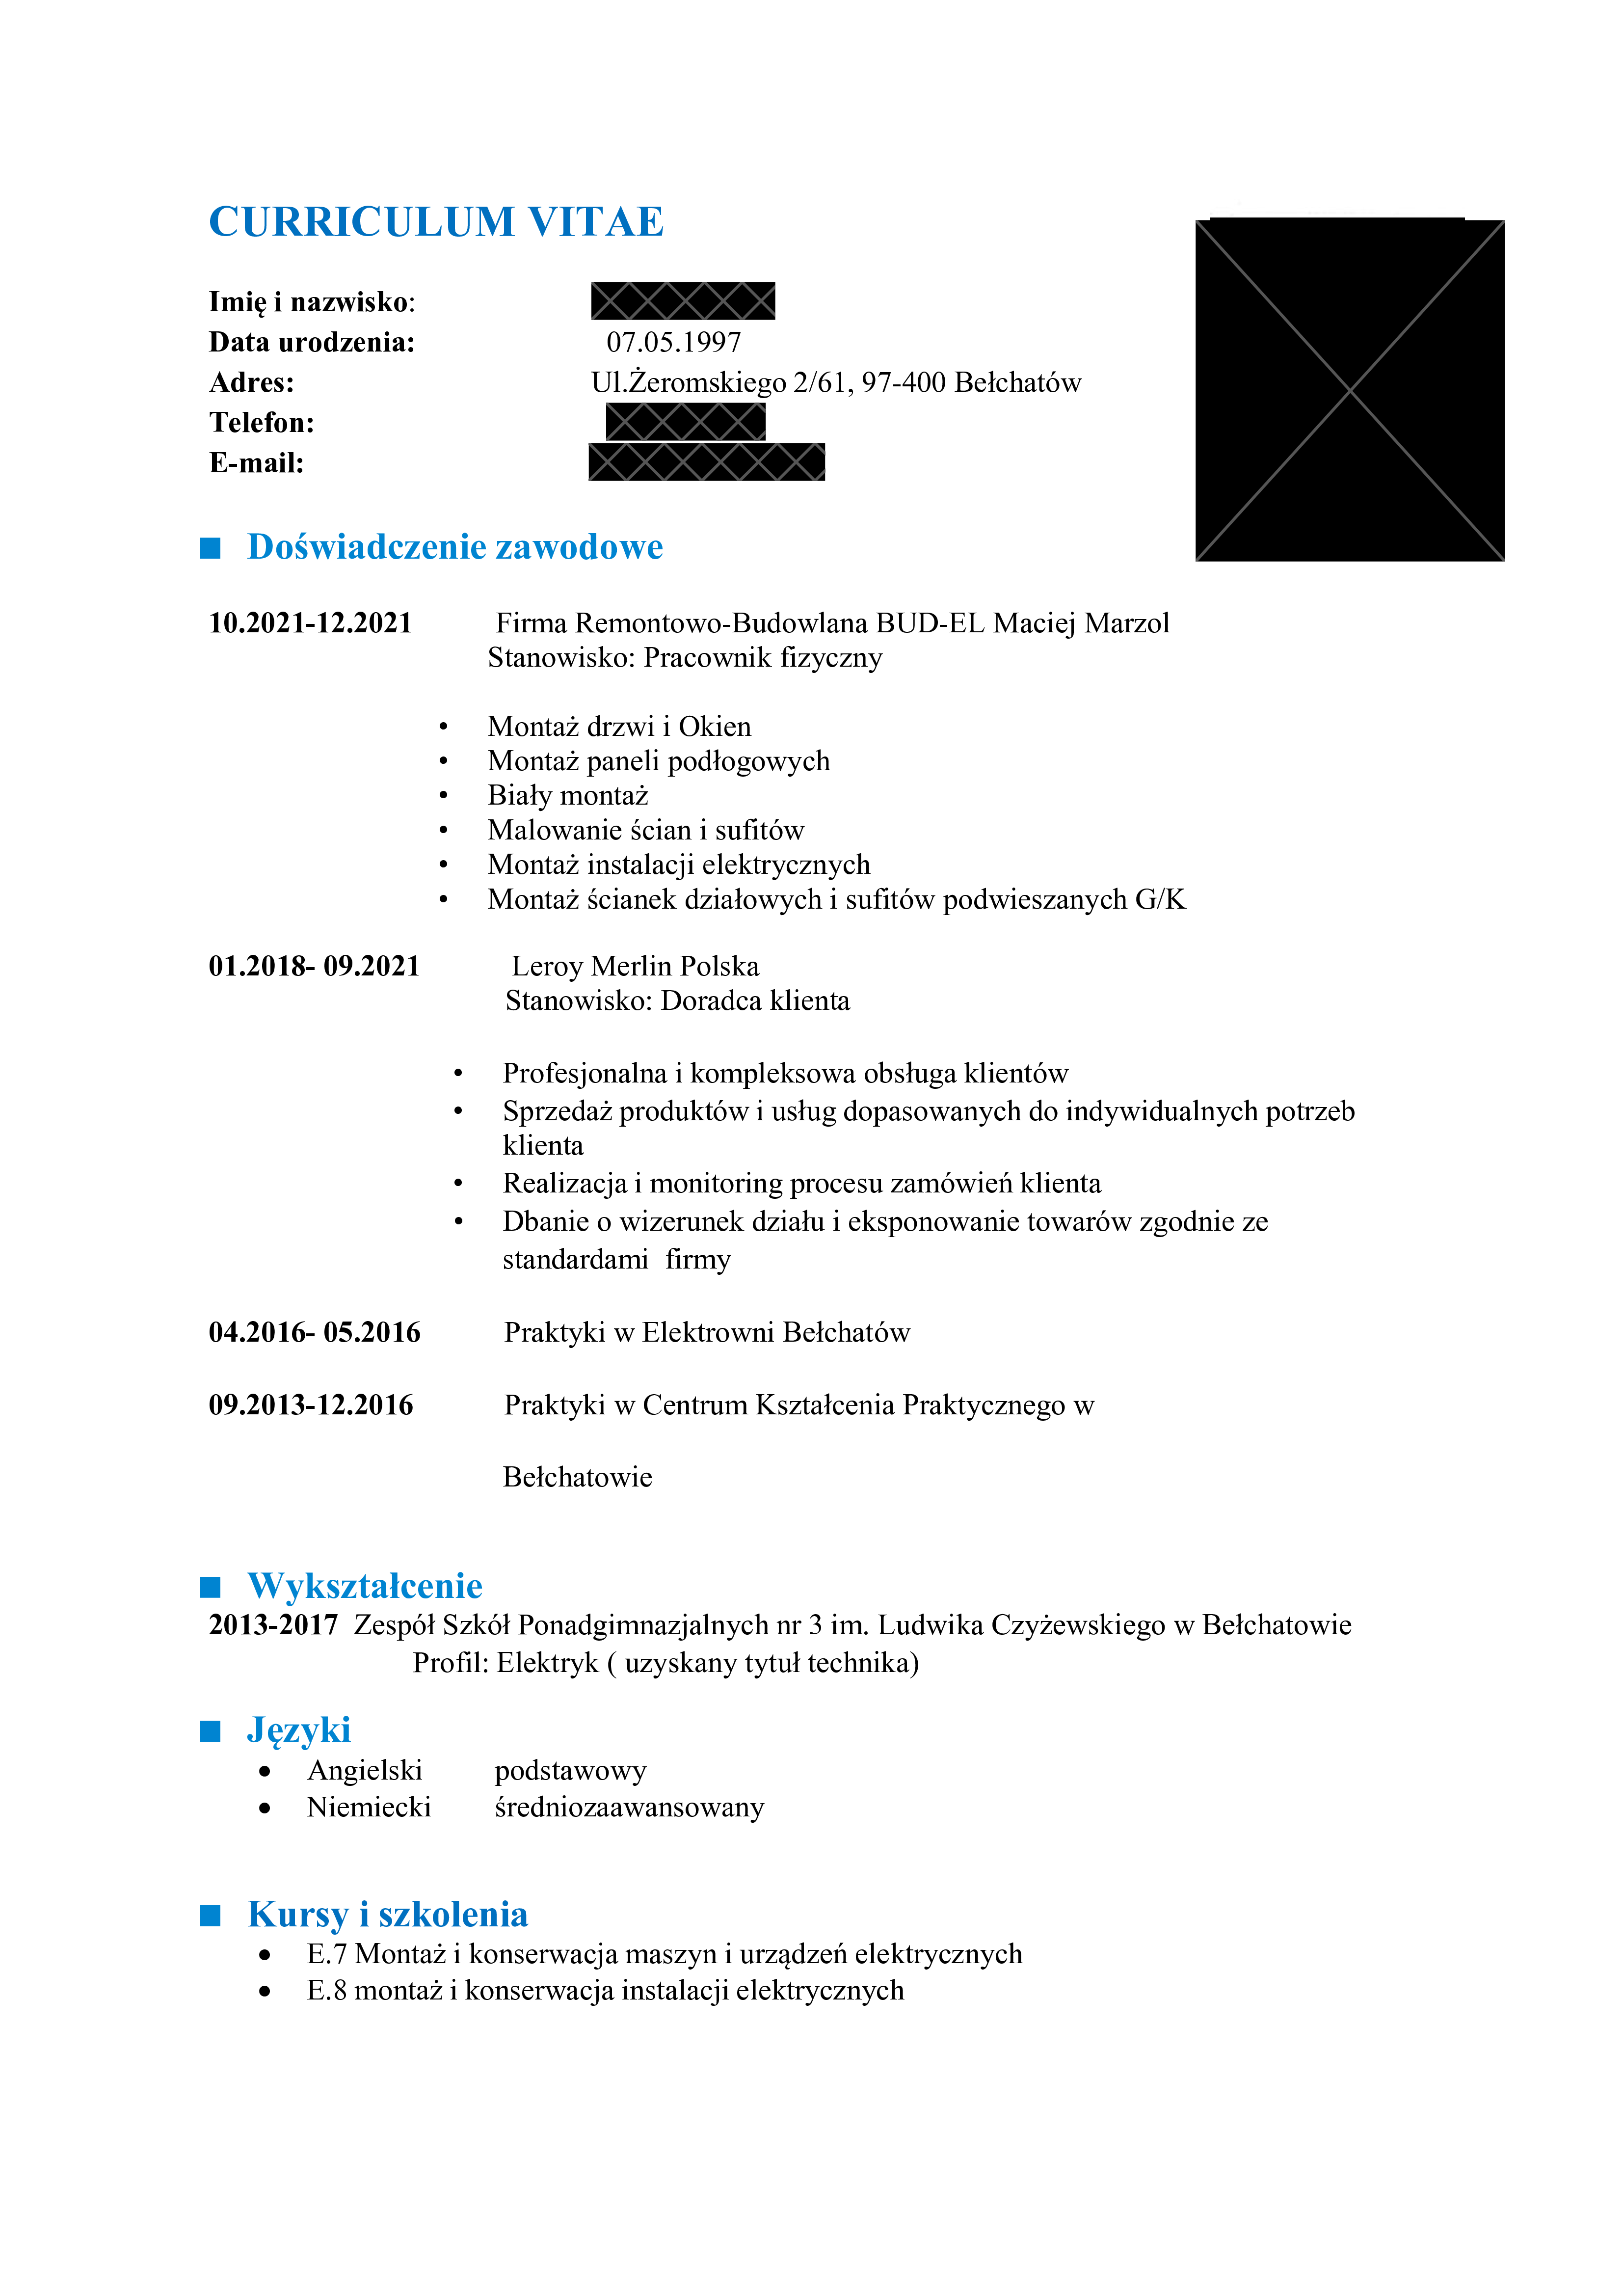 CURRICULUM VITAE
Imię i nazwisko:
Data urodzenia: 07.05.1997
Adres: Ul.Żeromskiego 2/61, 97-400 Bełchatów
Telefon:
E-mail:
Doświadczenie zawodowe
10.2021-12.2021 Firma Remontowo-Budowlana BUD-EL Maciej Marzol
Stanowisko: Pracownik fizyczny
• Montaż drzwi i Okien
• Montaż paneli podłogowych
• Biały montaż
• Malowanie ścian i sufitów
• Montaż instalacji elektrycznych
• Montaż ścianek działowych i sufitów podwieszanych G/K
01.2018- 09.2021 Leroy Merlin Polska
Stanowisko: Doradca klienta
• Profesjonalna i kompleksowa obsługa klientów
• Sprzedaż produktów i usług dopasowanych do indywidualnych potrzeb
klienta
• Realizacja i monitoring procesu zamówień klienta
• Dbanie o wizerunek działu i eksponowanie towarów zgodnie ze
standardami firmy
04.2016- 05.2016 Praktyki w Elektrowni Bełchatów
09.2013-12.2016 Praktyki w Centrum Kształcenia Praktycznego w
Bełchatowie
Wykształcenie
2013-2017 Zespół Szkół Ponadgimnazjalnych nr 3 im. Ludwika Czyżewskiego w Bełchatowie
Profil: Elektryk ( uzyskany tytuł technika)
Języki
• Angielski podstawowy
• Niemiecki średniozaawansowany
Kursy i szkolenia
• E.7 Montaż i konserwacja maszyn i urządzeń elektrycznych
• E.8 montaż i konserwacja instalacji elektrycznych